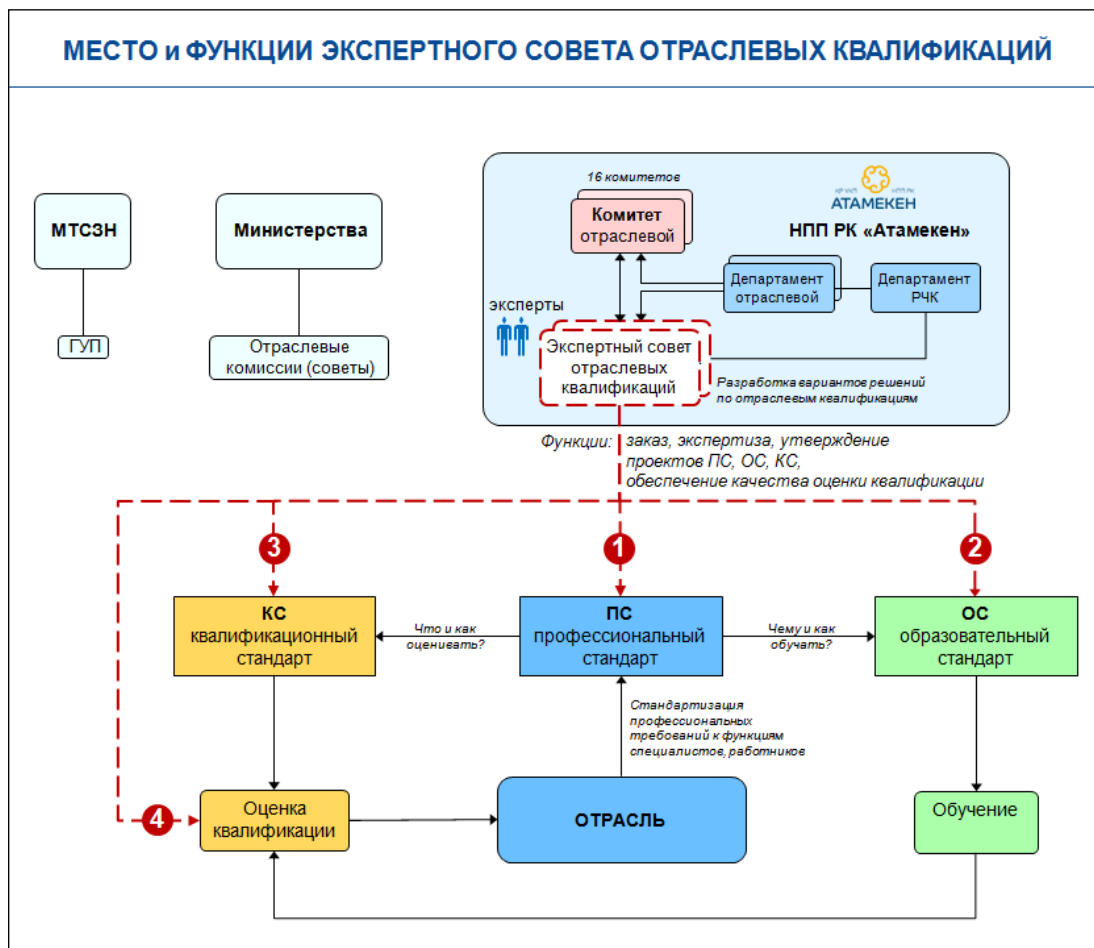 МЕСТО и ФУНКЦИИ ЭКСПЕРТНОГО СОВЕТА ОТРАСЛЕВЫХ КВАЛИФИКАЦИЙ
МТСЗН
ГУП
Министерства
Отраслевые
комиссии (советы)
16 комитетов
Комитет
отраслевой
АТАМЕКЕН
НПП РК «Атамекен»
Департамент
отраслевой
Департамент
РЧК
эксперты
Экспертный совет
отраслевых
квалификаций
Разработка вариантов решений
по отраслевым квалификациям
Функции:
заказ, экспертиза, утверждение
проектов ПС, ОС, КС,
обеспечение качества оценки квалификации
3
1
2
КС
квалификационный
стандарт
Что и как
оценивать?
ПС
профессиональный
стандарт
Чему и как
обучать?
ОС
образовательный
стандарт
Стандартизация
профессиональных
требований к функциям
специалистов, работников
4
Оценка
квалификации
ОТРАСЛЬ
Обучение